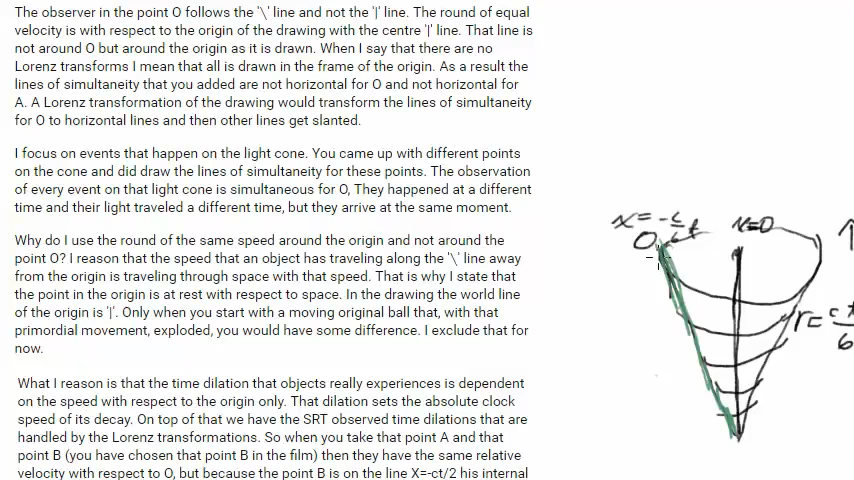 The observer in the point O follows the '\' line and not the '|' line. The round of equal
velocity is with respect to the origin of the drawing with the centre '|' line. That line is
not around O but around the origin as it is drawn. When I say that there are no
Lorenz transforms I mean that all is drawn in the frame of the origin. As a result the
lines of simultaneity that you added are not horizontal for O and not horizontal for
A. A Lorenz transformation of the drawing would transform the lines of simultaneity
for O to horizontal lines and then other lines get slanted.
I focus on events that happen on the light cone. You came up with different points
on the cone and did draw the lines of simultaneity for these points. The observation
of every event on that light cone is simultaneous for O, They happened at a different
time and their light traveled a different time, but they arrive at the same moment.
Why do I use the round of the same speed around the origin and not around the
point O? I reason that the speed that an object has traveling along the '\' line away
from the origin is traveling through space with that speed. That is why I state that
the point in the origin is at rest with respect to space. In the drawing the world line
of the origin is '|'. Only when you start with a moving original ball that, with that
primordial movement, exploded, you would have some difference. I exclude that for
now.
What I reason is that the time dilation that objects really experiences is dependent
on the speed with respect to the origin only. That dilation sets the absolute clock
speed of its decay. On top of that we have the SRT observed time dilations that are
handled by the Lorenz transformations. So when you take that point A and that
point B (you have chosen that point B in the film) then they have the same relative
velocity with respect to O, but because the point B is on the line X=-ct/2 his internal
x=0
O
r=
6